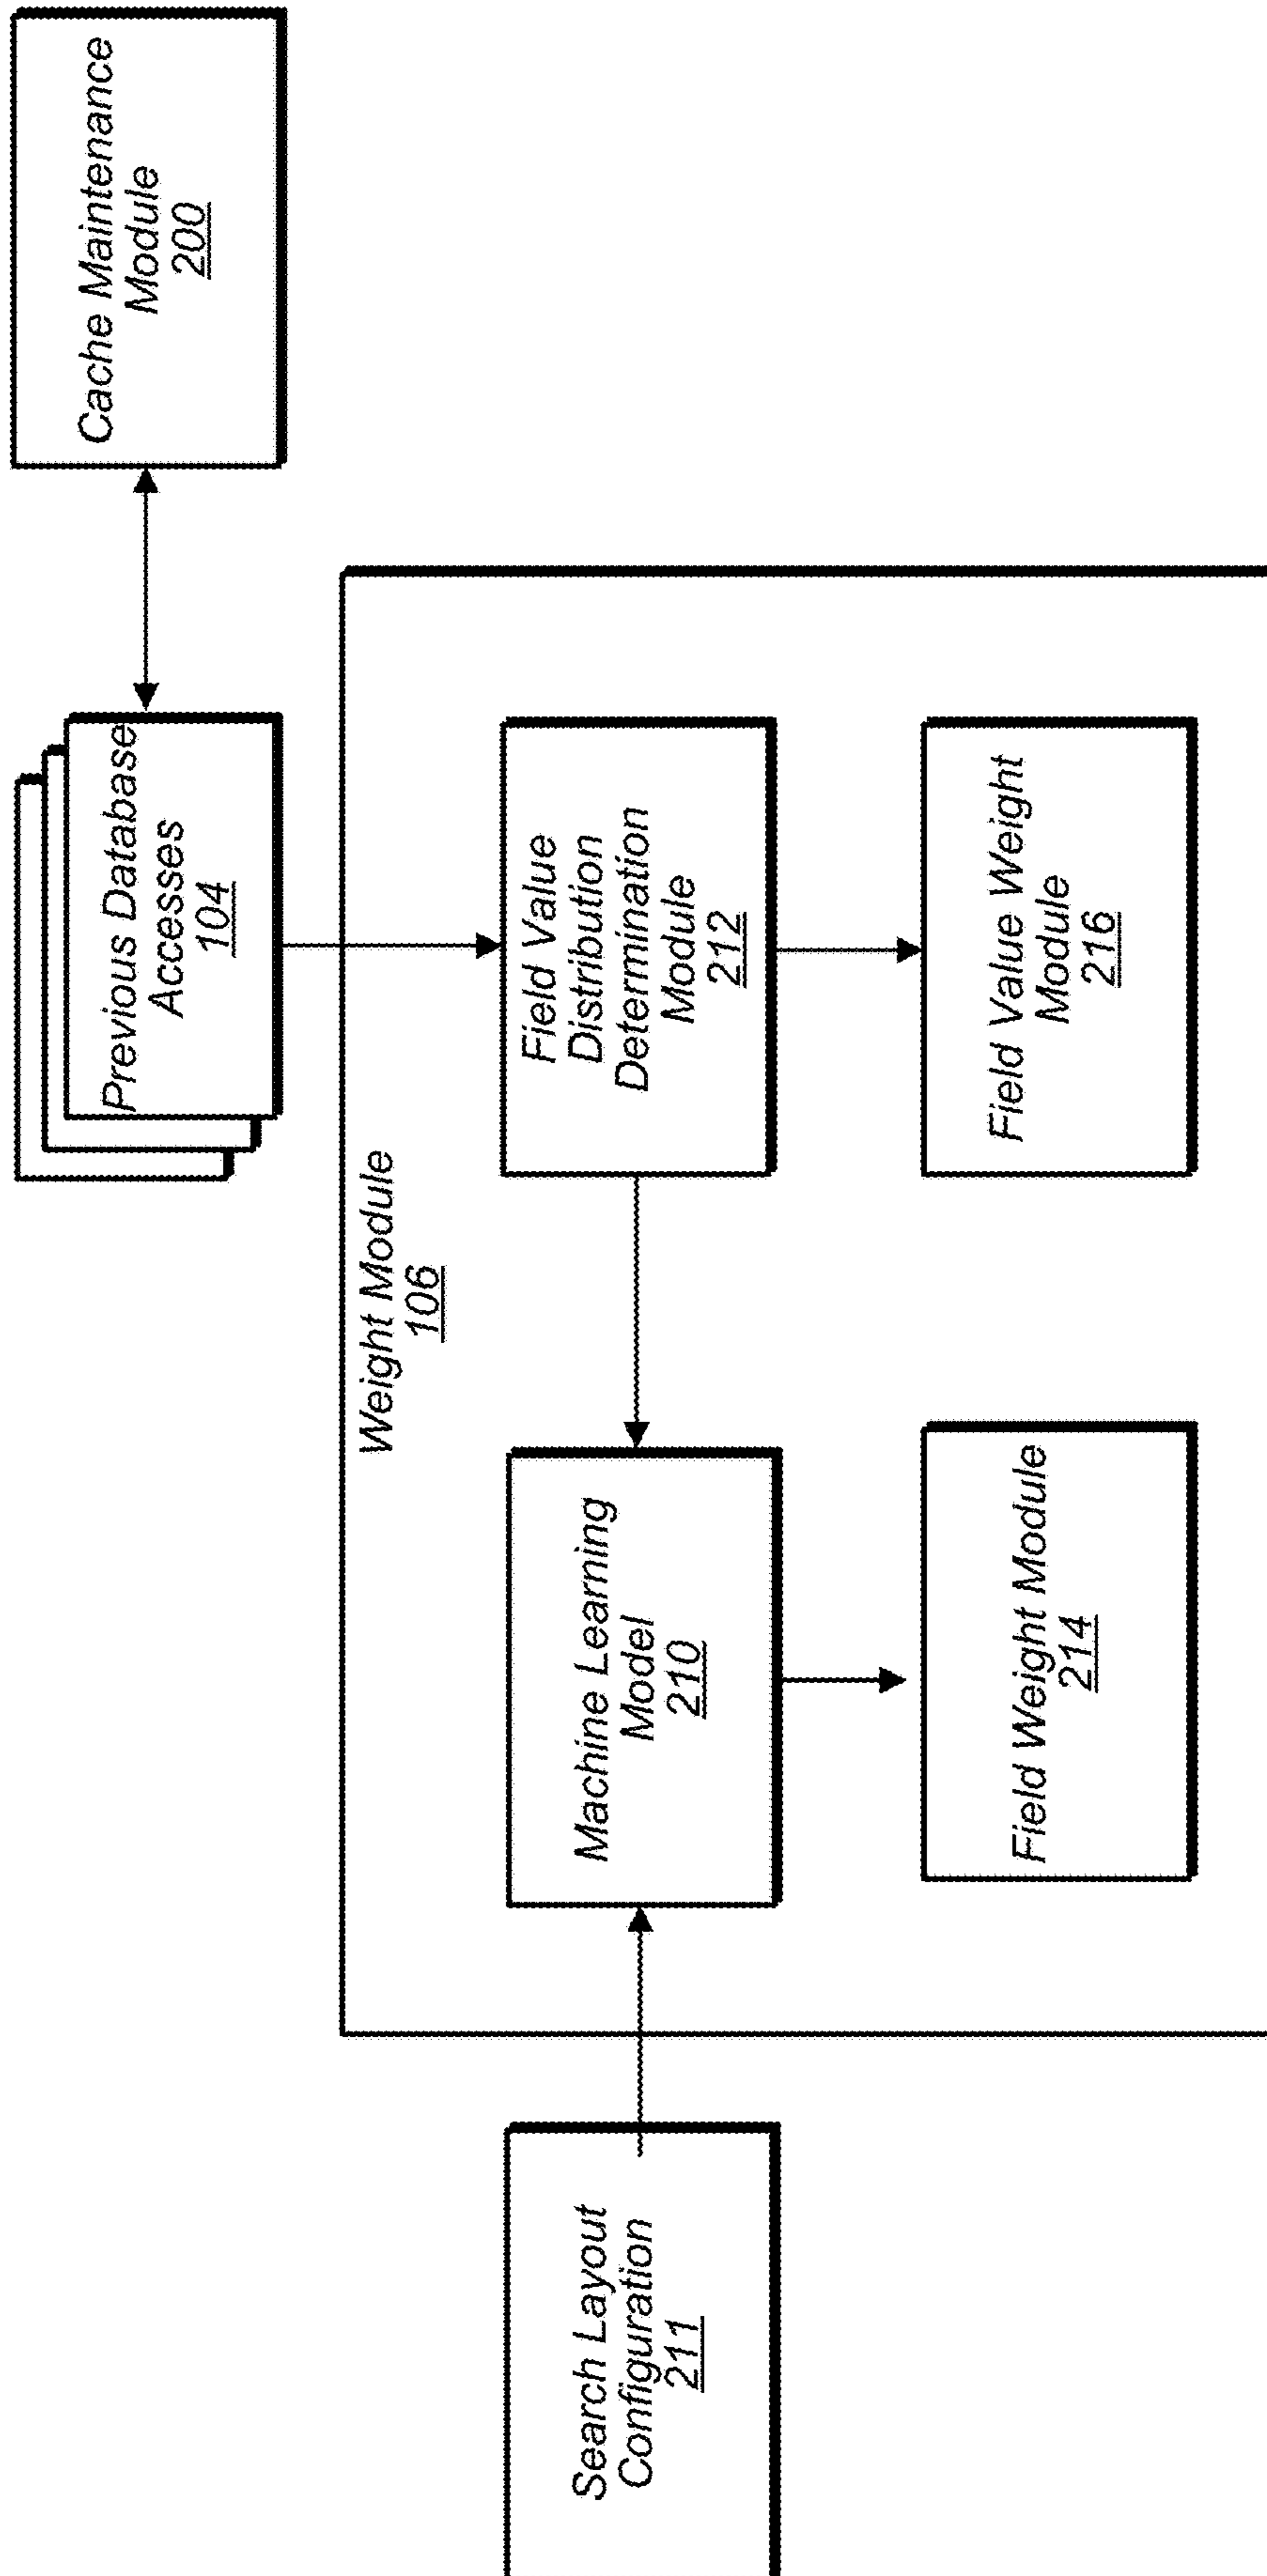 Previous Database
Accesses
104
Cache Maintenance
Module
200
Weight Module
106
Search Layout
Configuration
211
Machine Learning
Model
210
Field Value
Distribution
Determination
Module
212
Field Weight Module
214
Field Value Weight
Module
216